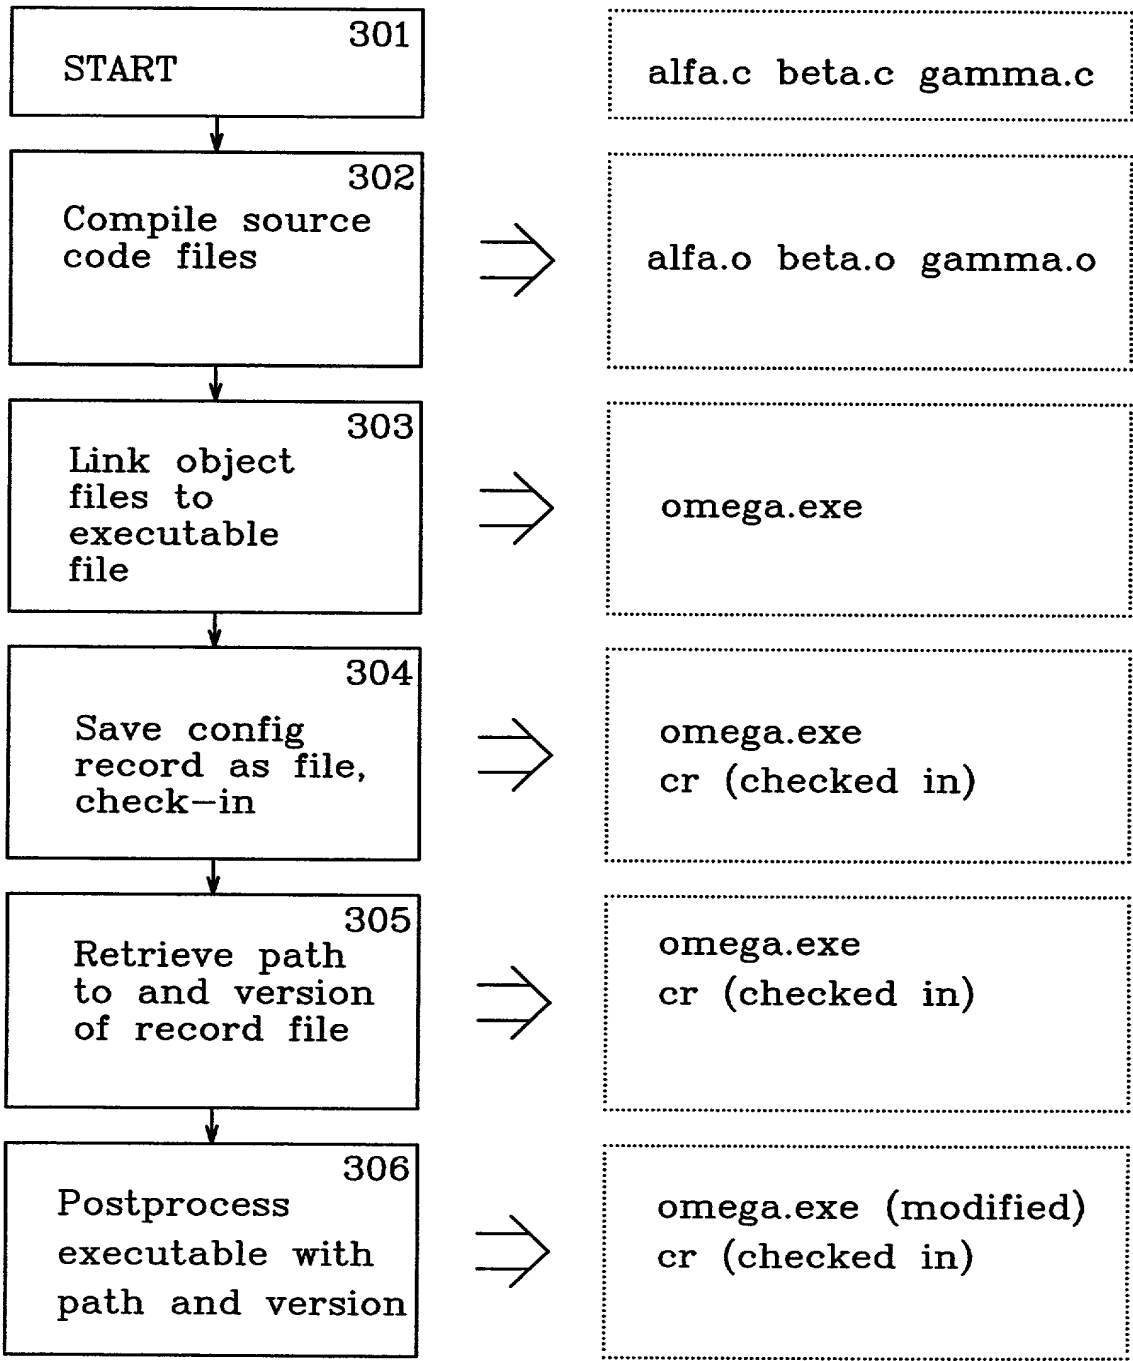 301
START
alfa.c beta.c gamma.c
302
Compile source
code files
alfa.o beta.o gamma.o
303
Link object
files to
executable
file
omega.exe
304
Save config
record as file,
check-in
omega.exe
cr (checked in)
305
Retrieve path
to and version
of record file
omega.exe
cr (checked in)
306
Postprocess
executable with
path and version
omega.exe (modified)
cr (checked in)